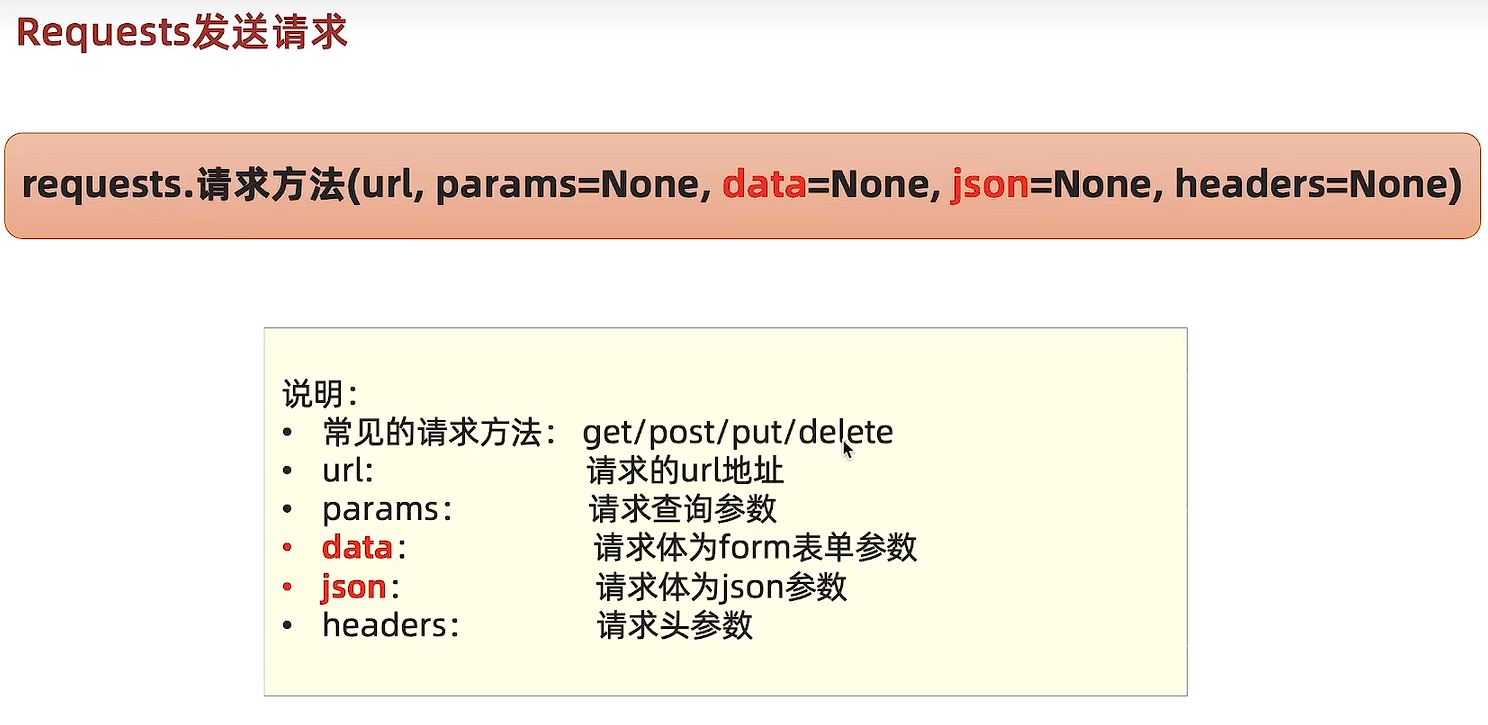 Requests发送请求
requests.请求方法(url, params=None, data=None, json=None, headers=None)
说明：
• 常见的请求方法： get/post/put/delete
• url: 请求的url地址
• params： 请求查询参数
• data： 请求体为form表单参数
• json： 请求体为json参数
• headers： 请求头参数